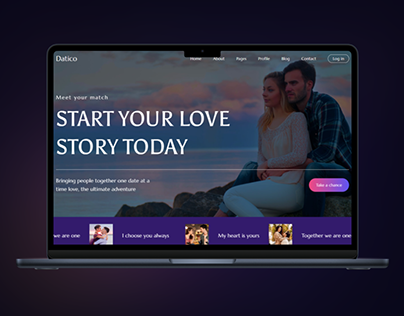 Datico
Home About Pages Profile Blog Contact Log in
Meet your match
START YOUR LOVE
STORY TODAY
Bringing people together one date at a
time love, the ultimate adventure
Take a chance
we are one I choose you always My heart is yours Together we are one